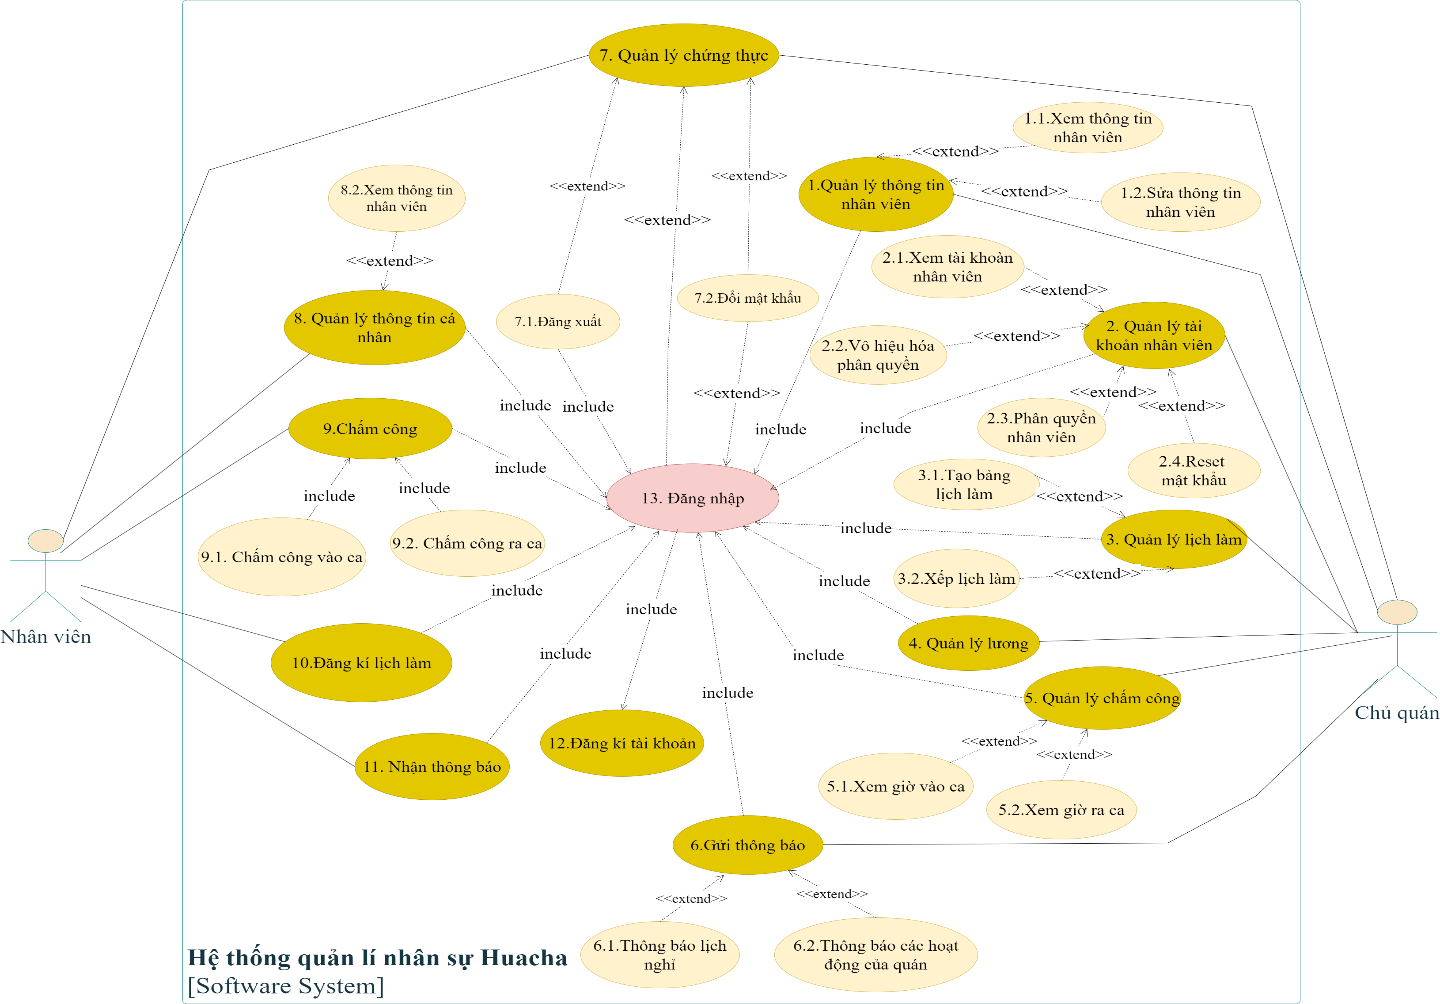 7. Quản lý chứng thực
1.1.Xem thông tin
nhân viên
<<extend>>
1.Quản lý thông tin
nhân viên
<<extend>>
1.2.Sửa thông tin
nhân viên
8.2.Xem thông tin
nhân viên
<<extend>>
<<extend>>
<<extend>>
<<extend>>
2.1.Xem tài khoản
nhân viên
<<extend>>
8. Quản lý thông tin cá
nhân
7.1.Đăng xuất
7.2.Đổi mật khẩu
2. Quản lý tài
khoản nhân viên
<<extend>>
2.2.Vô hiệu hóa
phân quyền
<<extend>>
<<extend>>
<<extend>>
2.3.Phân quyền
nhân viên
include
include
include
include
9.Chấm công
include
2.4.Reset
mật khẩu
3.1.Tạo bảng
lịch làm
<<extend>>
include
include
13. Đăng nhập
include
3. Quản lý lịch làm
9.1. Chấm công vào ca
9.2. Chấm công ra ca
3.2.Xếp lịch làm
<<extend>>
include
include
include
Nhân viên
10.Đăng kí lịch làm
include
include
4. Quản lý lương
include
5. Quản lý chấm công
Chủ quán
11. Nhận thông báo
12.Đăng kí tài khoản
<<extend>>
<<extend>>
5.1.Xem giờ vào ca
5.2.Xem giờ ra ca
6.Gửi thông báo
<<extend>>
<<extend>>
6.1.Thông báo lịch
nghỉ
6.2.Thông báo các hoạt
động của quán
Hệ thống quản lí nhân sự Huacha
[Software System]